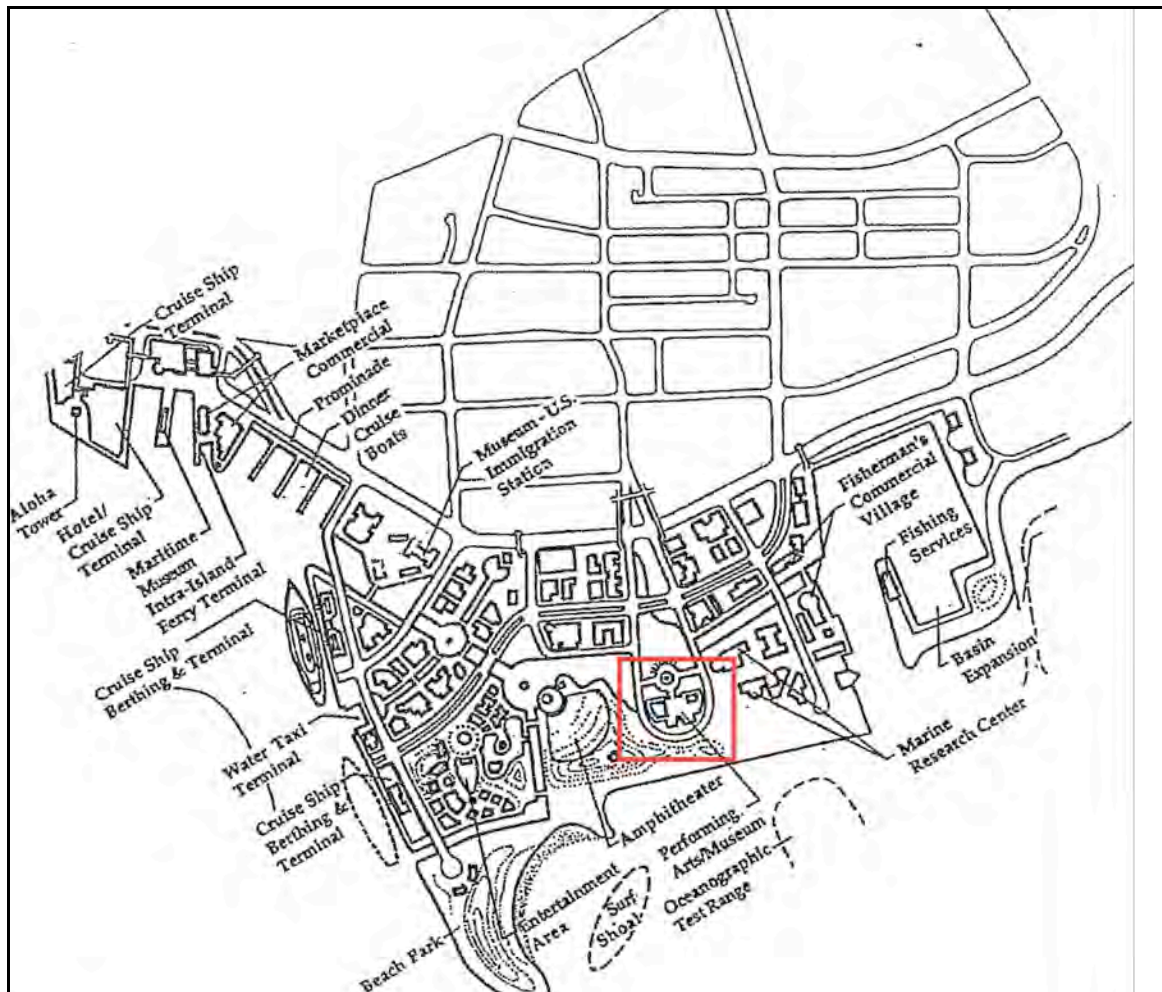 Cruise Ship
Terminal
Marketplace
Commercial
Prominade
Dinner
Cruise
Boats
Museum - U.S.
Immigration
Station
Fisherman's
Commercial
Village
Fishing
Services
Aloha
Tower
Hotel/
Cruise Ship
Terminal
Maritime
Museum
Intra-Island
Ferry Terminal
Cruise Ship
Berthing & Terminal
Water Taxi
Terminal
Cruise Ship
Berthing &
Terminal
Basin
Expansion
Marine
Research Center
Amphitheater
Performing
Arts/Museum
Oceanographic
Test Range
Entertainment
Area
Surf
Shoal
Beach Park